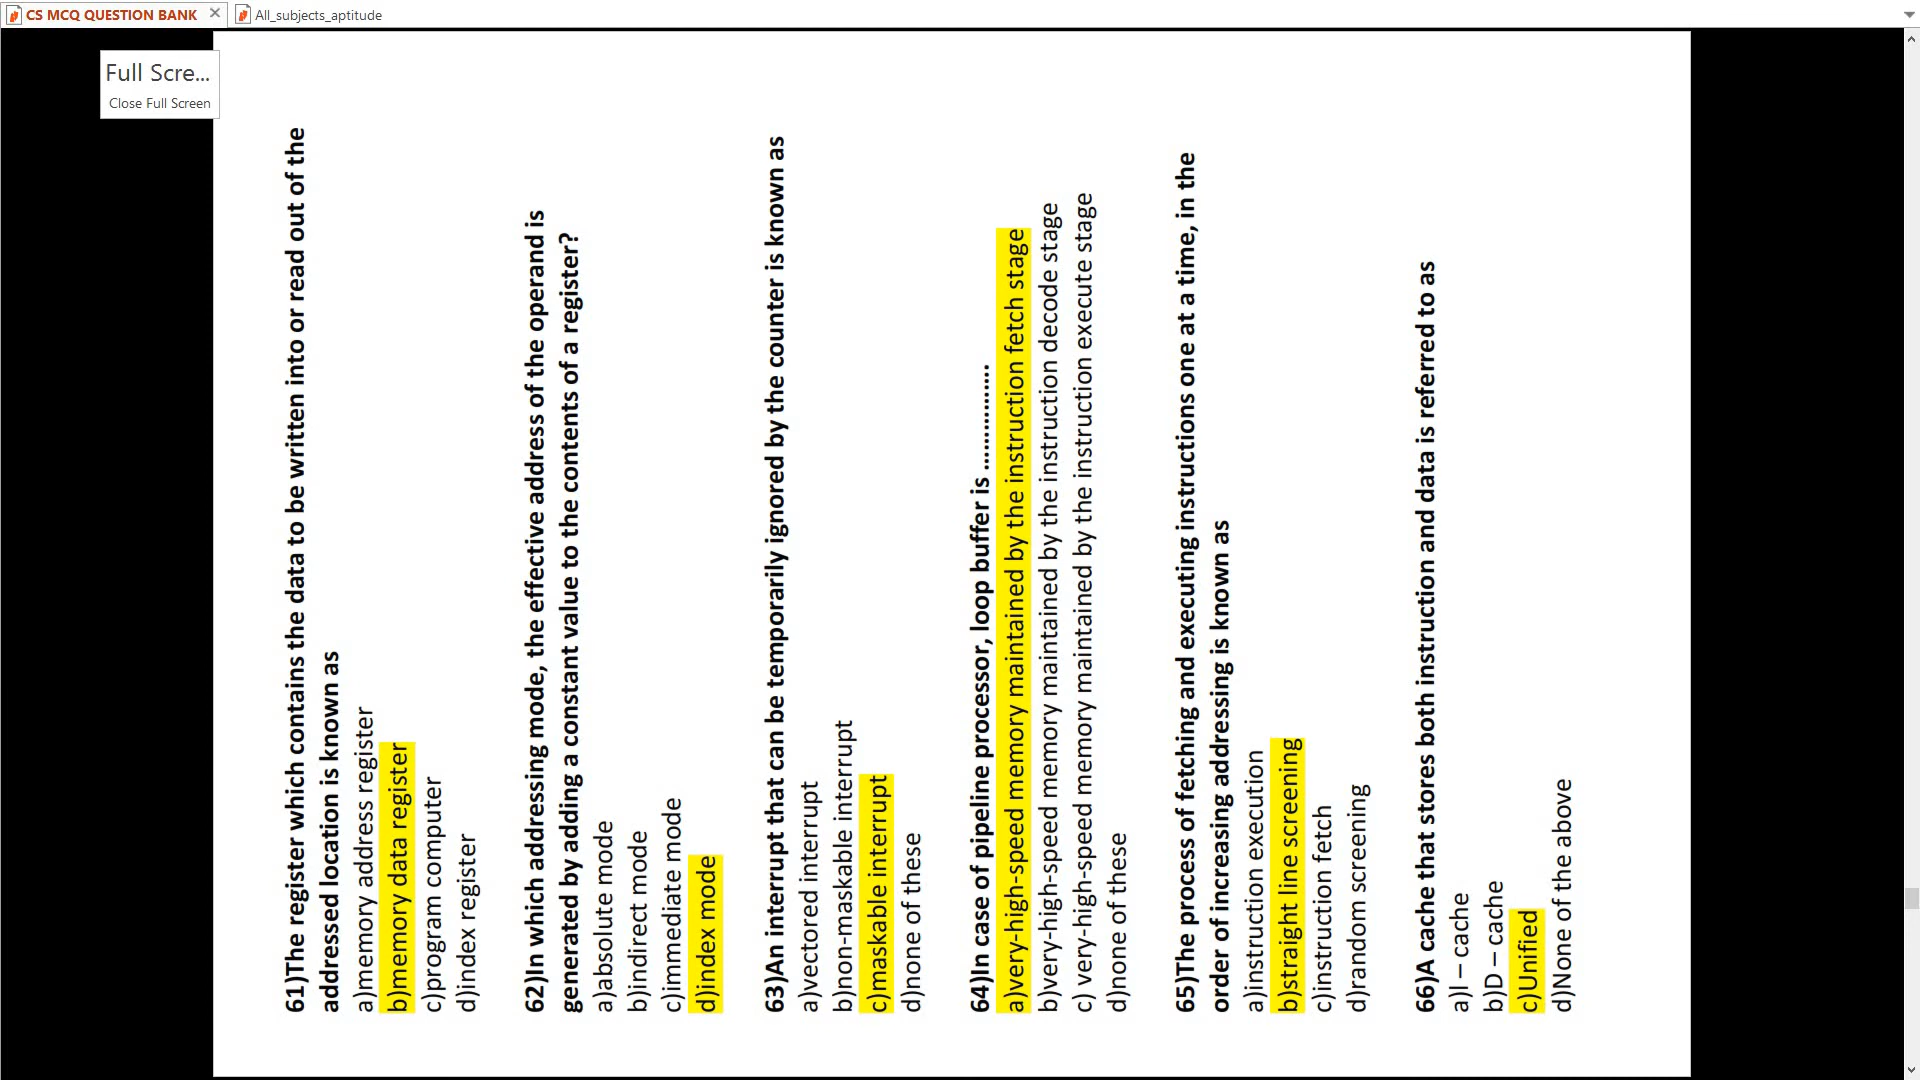 CS MCQ QUESTION BANK
All_subjects_aptitude
Full Scre...
Close Full Screen
61)The register which contains the data to be written into or read out of the
addressed location is known as
a)memory address register
b)memory data register
c)program computer
d)index register
62)In which addressing mode, the effective address of the operand is
generated by adding a constant value to the contents of a register?
a)absolute mode
b)indirect mode
c)immediate mode
d)index mode
63)An interrupt that can be temporarily ignored by the counter is known as
a)vectored interrupt
b)non-maskable interrupt
c)maskable interrupt
d)none of these
64)In case of pipeline processor, loop buffer is ...............
a)very-high-speed memory maintained by the instruction fetch stage
b)very-high-speed memory maintained by the instruction decode stage
c) very-high-speed memory maintained by the instruction execute stage
d)none of these
65)The process of fetching and executing instructions one at a time, in the
order of increasing addressing is known as
a)instruction execution
b)straight line screening
c)instruction fetch
d)random screening
66)A cache that stores both instruction and data is referred to as
a)I – cache
b)D – cache
c)Unified
d)None of the above